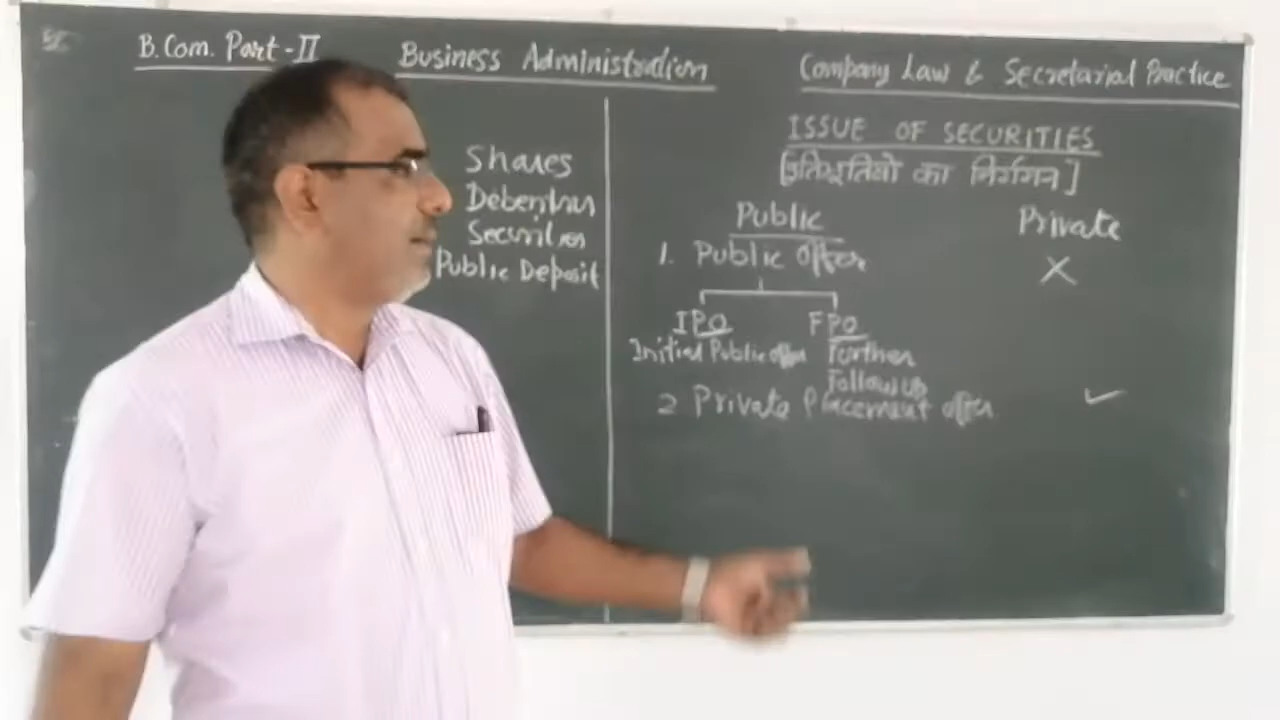 B.Com. Part-II
Business Administration
Company Law & Secretarial Practice
Shares
Debentures
Securities
Public Deposit
ISSUE OF SECURITIES
[प्रतिभूतियो का निर्गमन]
Public
Private
1. Public Offer
X
IPO
FPO
Initial Public offer
Further
Follow Up
2 Private Placement offer
✓